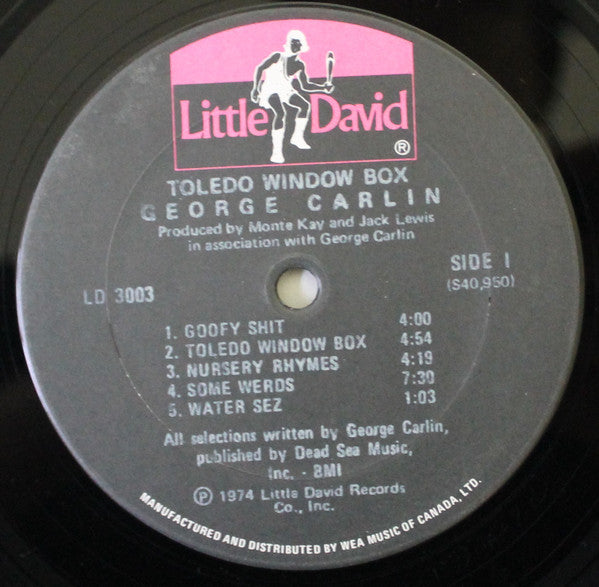 Little David ®
TOLEDO WINDOW BOX
GEORGE CARLIN
Produced by Monte Kay and Jack Lewis
in association with George Carlin
LD 3003
SIDE 1
(S40,950)
1. GOOFY SHIT 4:00
2. TOLEDO WINDOW BOX 4:54
3. NURSERY RHYMES 4:19
4. SOME WERDS 7:30
5. WATER SEZ 1:03
All selections written by George Carlin,
published by Dead Sea Music,
Inc. - BMI
℗ 1974 Little David Records
Co., Inc.
MANUFACTURED AND DISTRIBUTED BY WEA MUSIC OF CANADA, LTD.